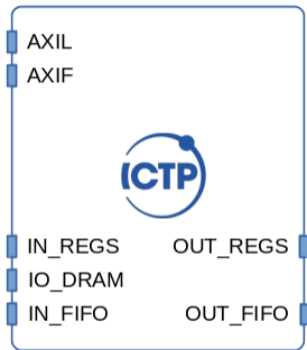 AXIL
AXIF
ICTP
IN_REGS OUT_REGS
IO_DRAM
IN_FIFO OUT_FIFO